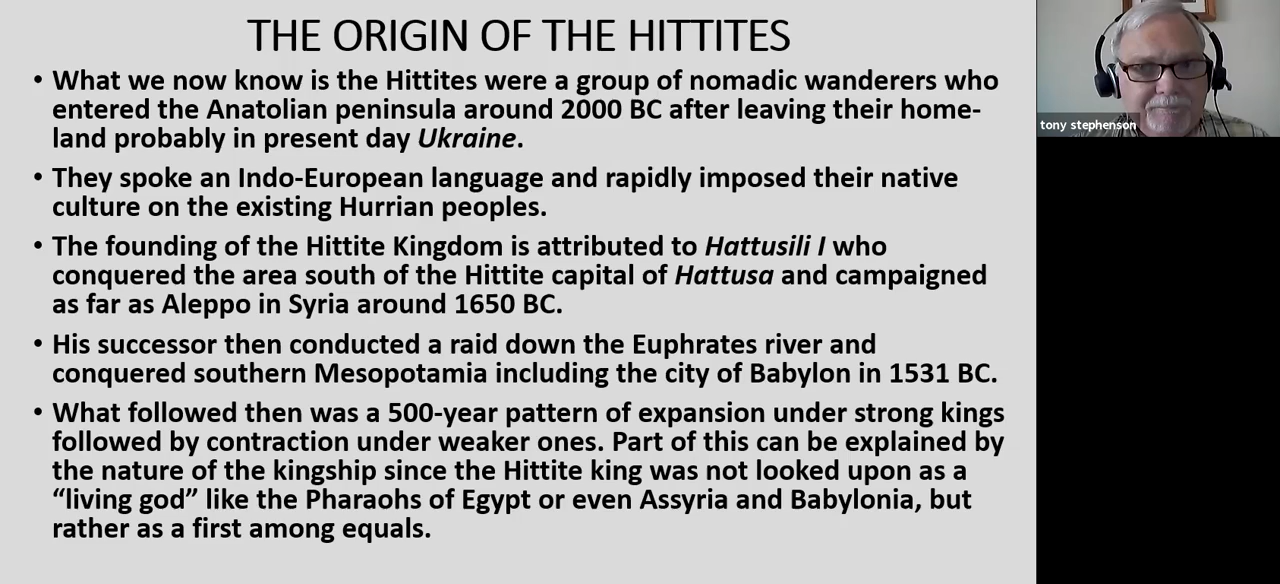 THE ORIGIN OF THE HITTITES
• What we now know is the Hittites were a group of nomadic wanderers who
entered the Anatolian peninsula around 2000 BC after leaving their home-
land probably in present day Ukraine.
• They spoke an Indo-European language and rapidly imposed their native
culture on the existing Hurrian peoples.
• The founding of the Hittite Kingdom is attributed to Hattusili I who
conquered the area south of the Hittite capital of Hattusa and campaigned
as far as Aleppo in Syria around 1650 BC.
• His successor then conducted a raid down the Euphrates river and
conquered southern Mesopotamia including the city of Babylon in 1531 BC.
• What followed then was a 500-year pattern of expansion under strong kings
followed by contraction under weaker ones. Part of this can be explained by
the nature of the kingship since the Hittite king was not looked upon as a
“living god” like the Pharaohs of Egypt or even Assyria and Babylonia, but
rather as a first among equals.
tony stephenson